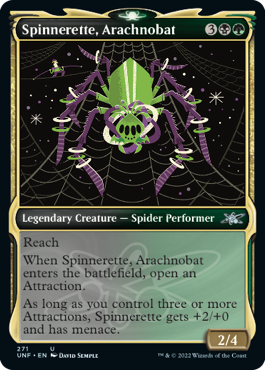 Spinnerette, Arachnobat 3
Legendary Creature — Spider Performer
Reach
When Spinnerette, Arachnobat
enters the battlefield, open an
Attraction.
As long as you control three or more
Attractions, Spinnerette gets +2/+0
and has menace.
2/4
271 U
UNF • EN DAVID SEMPLE ™ & © 2022 Wizards of the Coast